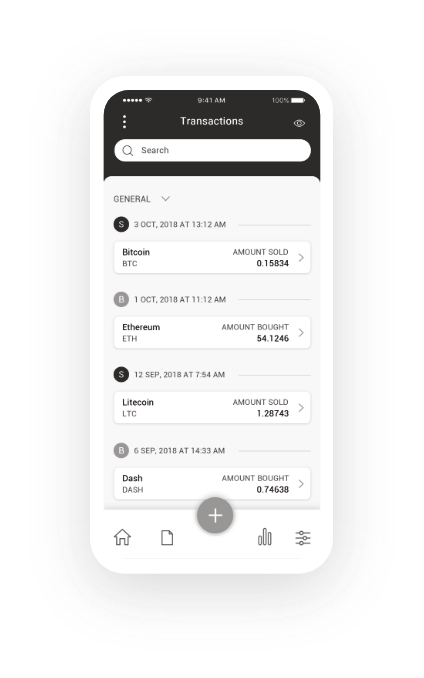 9:41 AM 100%
Transactions
Search
GENERAL
S 3 OCT, 2018 AT 13:12 AM
Bitcoin AMOUNT SOLD
BTC 0.15834
B 1 OCT, 2018 AT 11:12 AM
Ethereum AMOUNT BOUGHT
ETH 54.1246
S 12 SEP, 2018 AT 7:54 AM
Litecoin AMOUNT SOLD
LTC 1.28743
B 6 SEP, 2018 AT 14:33 AM
Dash AMOUNT BOUGHT
DASH 0.74638